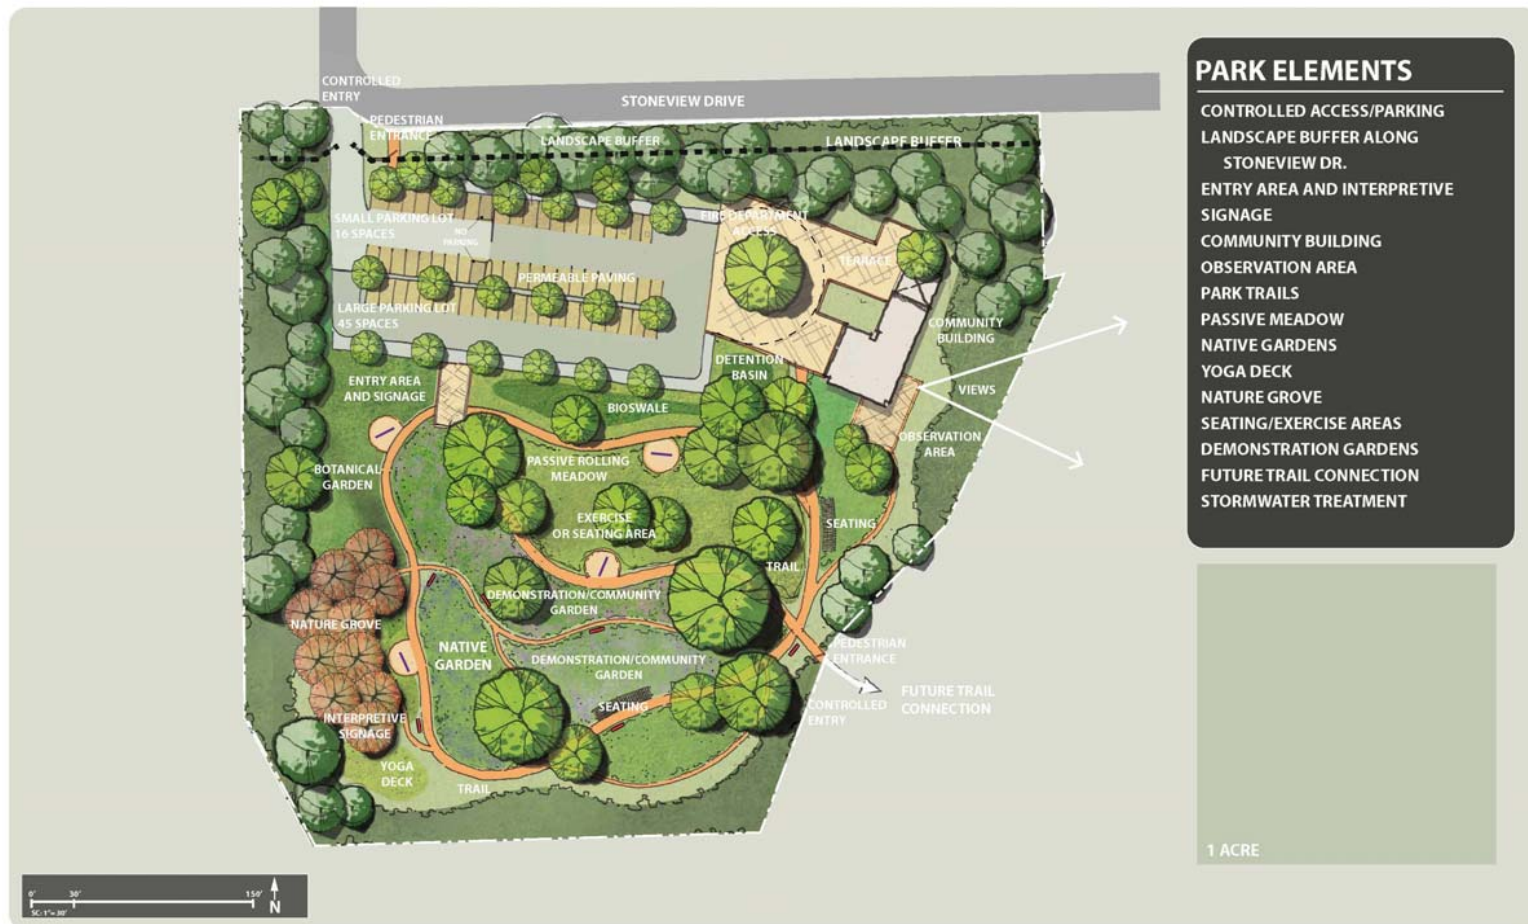 CONTROLLED
ENTRY
STONEVIEW DRIVE
PEDESTRIAN
ENTRANCE
LANDSCAPE BUFFER
LANDSCAPE BUFFER
SMALL PARKING LOT
16 SPACES
NO
PARKING
FIRE DEPARTMENT
ACCESS
TERRACE
PERMEABLE PAVING
LARGE PARKING LOT
45 SPACES
COMMUNITY
BUILDING
DETENTION
BASIN
ENTRY AREA
AND SIGNAGE
VIEWS
BIOSWALE
OBSERVATION
AREA
BOTANICAL
GARDEN
PASSIVE ROLLING
MEADOW
EXERCISE
OR SEATING AREA
SEATING
TRAIL
DEMONSTRATION/COMMUNITY
GARDEN
NATURE GROVE
NATIVE
GARDEN
DEMONSTRATION/COMMUNITY
GARDEN
PEDESTRIAN
ENTRANCE
SEATING
CONTROLLED
ENTRY
FUTURE TRAIL
CONNECTION
INTERPRETIVE
SIGNAGE
YOGA
DECK
TRAIL
PARK ELEMENTS
CONTROLLED ACCESS/PARKING
LANDSCAPE BUFFER ALONG
STONEVIEW DR.
ENTRY AREA AND INTERPRETIVE
SIGNAGE
COMMUNITY BUILDING
OBSERVATION AREA
PARK TRAILS
PASSIVE MEADOW
NATIVE GARDENS
YOGA DECK
NATURE GROVE
SEATING/EXERCISE AREAS
DEMONSTRATION GARDENS
FUTURE TRAIL CONNECTION
STORMWATER TREATMENT
1 ACRE
0' 30' 150'
SC: 1"= 30'
N